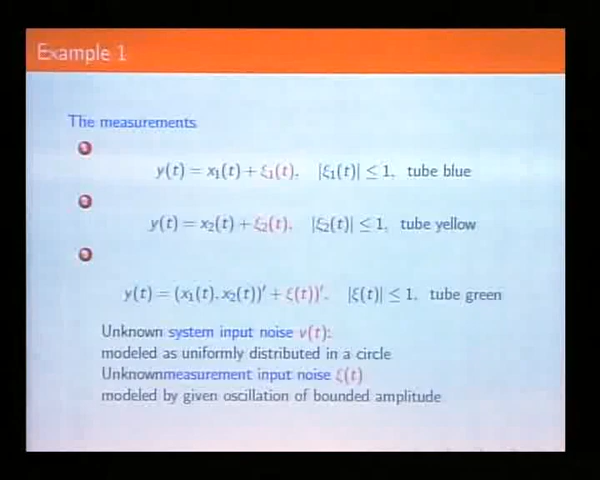 Example 1
The measurements
y(t) = x₁(t) + ξ₁(t), |ξ₁(t)| ≤ 1, tube blue
y(t) = x₂(t) + ξ₂(t), |ξ₂(t)| ≤ 1, tube yellow
y(t) = (x₁(t), x₂(t))′ + ξ(t))′, |ξ(t)| ≤ 1, tube green
Unknown system input noise v(t):
modeled as uniformly distributed in a circle
Unknownmeasurement input noise ξ(t)
modeled by given oscillation of bounded amplitude